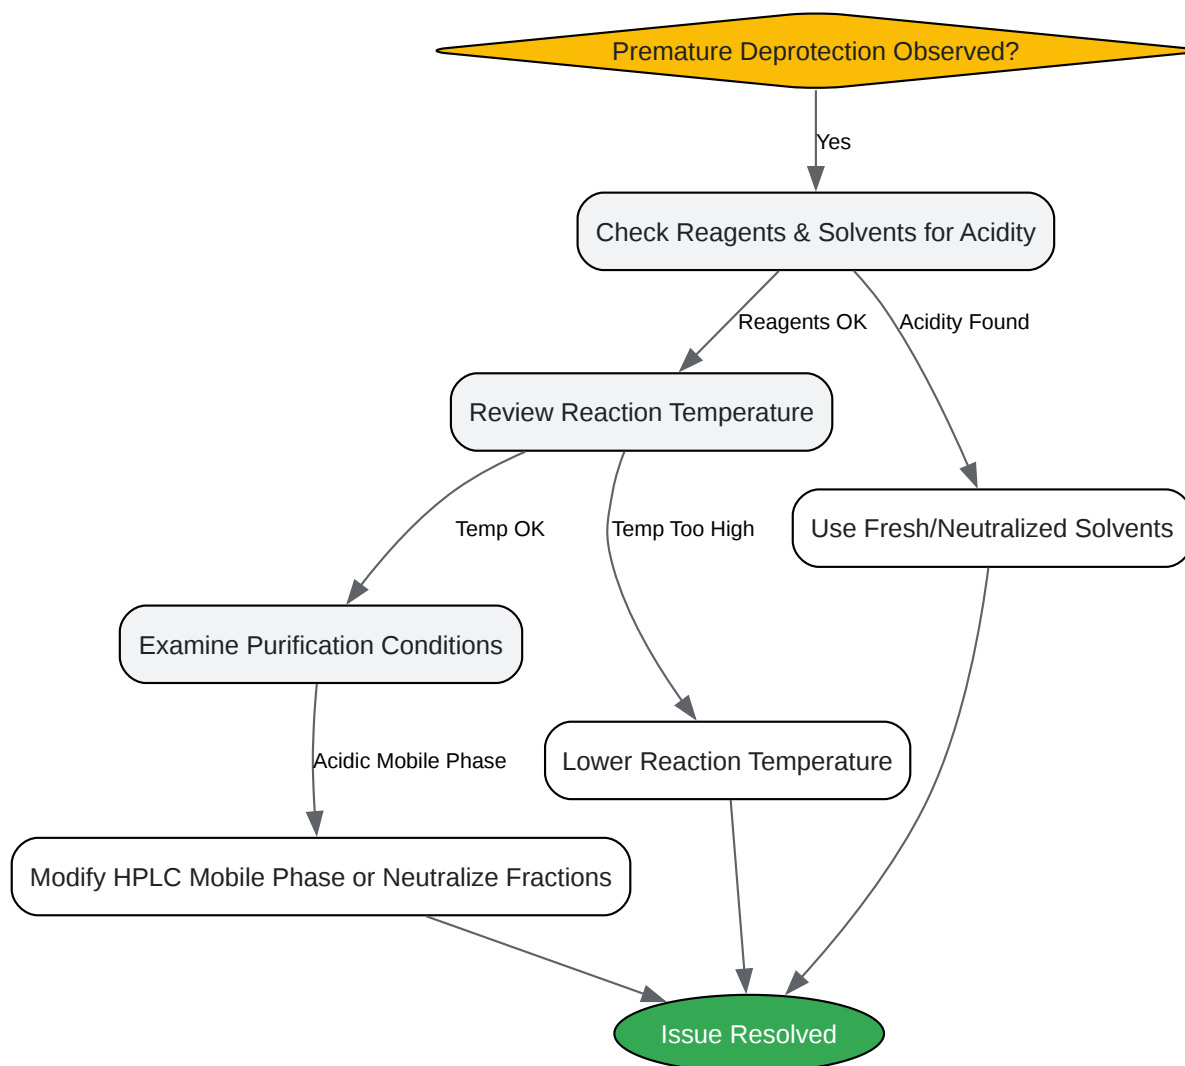 Premature Deprotection Observed?
Yes
Check Reagents & Solvents for Acidity
Reagents OK
Acidity Found
Review Reaction Temperature
Temp OK
Temp Too High
Use Fresh/Neutralized Solvents
Examine Purification Conditions
Acidic Mobile Phase
Lower Reaction Temperature
Modify HPLC Mobile Phase or Neutralize Fractions
Issue Resolved